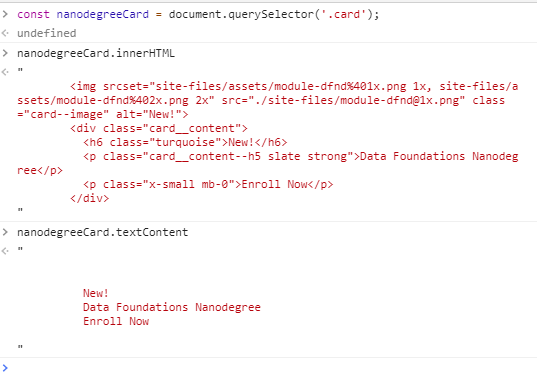 > const nanodegreeCard = document.querySelector('.card');
< undefined
> nanodegreeCard.innerHTML
< "
<img srcset="site-files/assets/module-dfnd%401x.png 1x, site-files/a
ssets/module-dfnd%402x.png 2x" src="./site-files/module-dfnd@1x.png" class
="card--image" alt="New!">
<div class="card__content">
<h6 class="turquoise">New!</h6>
<p class="card__content--h5 slate strong">Data Foundations Nanodeg
ree</p>
<p class="x-small mb-0">Enroll Now</p>
</div>
"
> nanodegreeCard.textContent
< "
New!
Data Foundations Nanodegree
Enroll Now
"
>